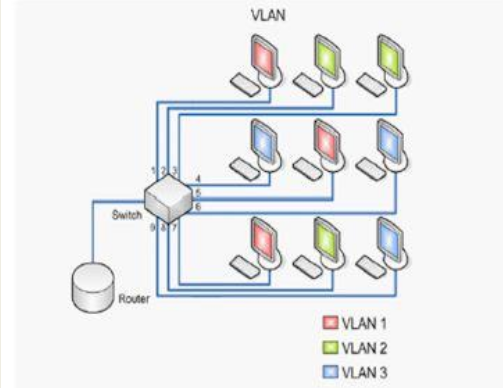 VLAN
1 2 3
4
5
6
Switch
9 8 7
Router
VLAN 1
VLAN 2
VLAN 3